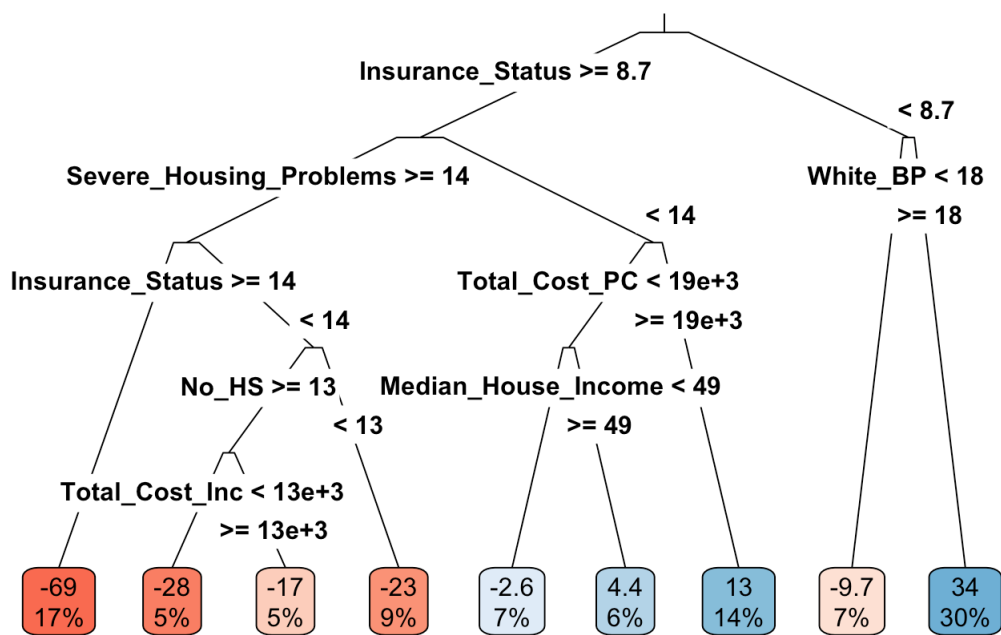 Insurance_Status >= 8.7
< 8.7
Severe_Housing_Problems >= 14
White_BP < 18
< 14
>= 18
Insurance_Status >= 14
Total_Cost_PC < 19e+3
< 14
>= 19e+3
No_HS >= 13
Median_House_Income < 49
< 13
>= 49
Total_Cost_Inc < 13e+3
>= 13e+3
-69
17%
-28
5%
-17
5%
-23
9%
-2.6
7%
4.4
6%
13
14%
-9.7
7%
34
30%